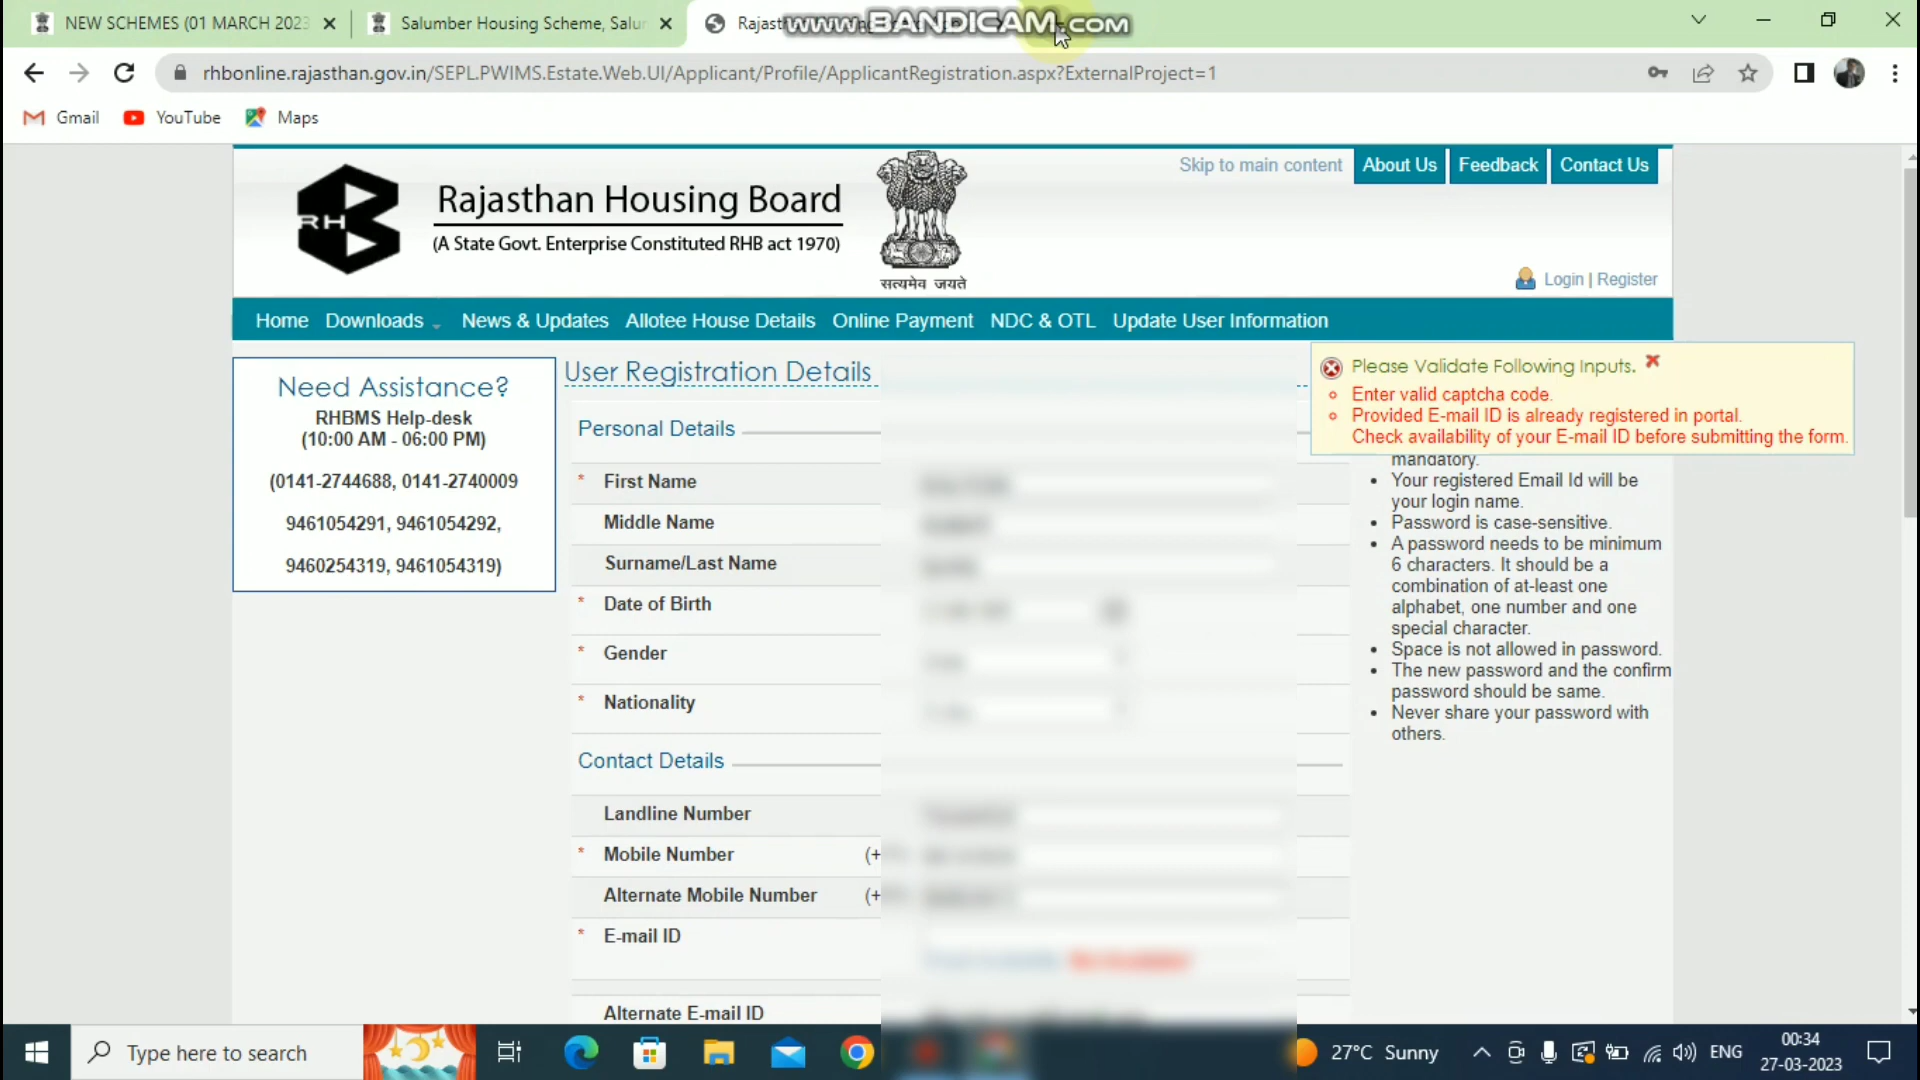 NEW SCHEMES (01 MARCH 2023
Salumber Housing Scheme, Salu
Rajast
www.BANDICAM.COM
rhbonline.rajasthan.gov.in/SEPL.PWIMS.Estate.Web.UI/Applicant/Profile/ApplicantRegistration.aspx?ExternalProject=1
Gmail
YouTube
Maps
RHB
Rajasthan Housing Board
(A State Govt. Enterprise Constituted RHB act 1970)
सत्यमेव जयते
Skip to main content
About Us
Feedback
Contact Us
Login | Register
Home Downloads News & Updates Allotee House Details Online Payment NDC & OTL Update User Information
Need Assistance?
RHBMS Help-desk
(10:00 AM - 06:00 PM)
(0141-2744688, 0141-2740009
9461054291, 9461054292,
9460254319, 9461054319)
User Registration Details
Personal Details
* First Name
Middle Name
Surname/Last Name
* Date of Birth
* Gender
* Nationality
Contact Details
Landline Number
* Mobile Number (+
Alternate Mobile Number (+
* E-mail ID
Alternate E-mail ID
Please Validate Following Inputs.
Enter valid captcha code.
Provided E-mail ID is already registered in portal.
Check availability of your E-mail ID before submitting the form.
mandatory.
Your registered Email Id will be
your login name.
Password is case-sensitive.
A password needs to be minimum
6 characters. It should be a
combination of at-least one
alphabet, one number and one
special character.
Space is not allowed in password.
The new password and the confirm
password should be same.
Never share your password with
others.
Type here to search
27°C Sunny
ENG
00:34
27-03-2023